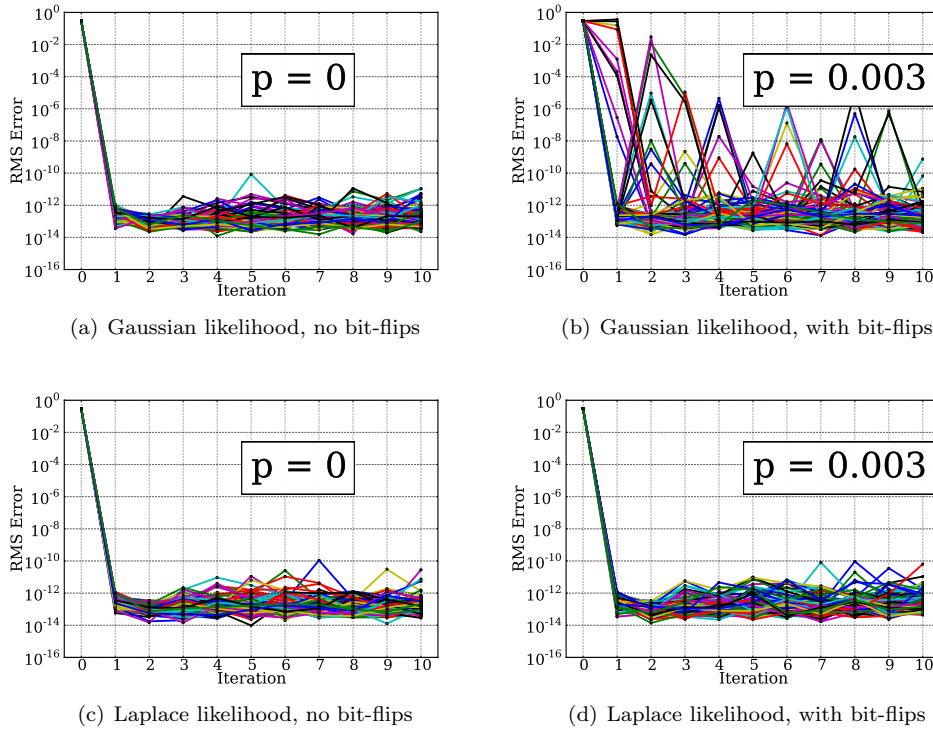 10^0
10^-2
10^-4
10^-6
10^-8
10^-10
10^-12
10^-14
10^-16
RMS Error
p = 0
0 1 2 3 4 5 6 7 8 9 10
Iteration
(a) Gaussian likelihood, no bit-flips
10^0
10^-2
10^-4
10^-6
10^-8
10^-10
10^-12
10^-14
10^-16
RMS Error
p = 0.003
0 1 2 3 4 5 6 7 8 9 10
Iteration
(b) Gaussian likelihood, with bit-flips
10^0
10^-2
10^-4
10^-6
10^-8
10^-10
10^-12
10^-14
10^-16
RMS Error
p = 0
0 1 2 3 4 5 6 7 8 9 10
Iteration
(c) Laplace likelihood, no bit-flips
10^0
10^-2
10^-4
10^-6
10^-8
10^-10
10^-12
10^-14
10^-16
RMS Error
p = 0.003
0 1 2 3 4 5 6 7 8 9 10
Iteration
(d) Laplace likelihood, with bit-flips